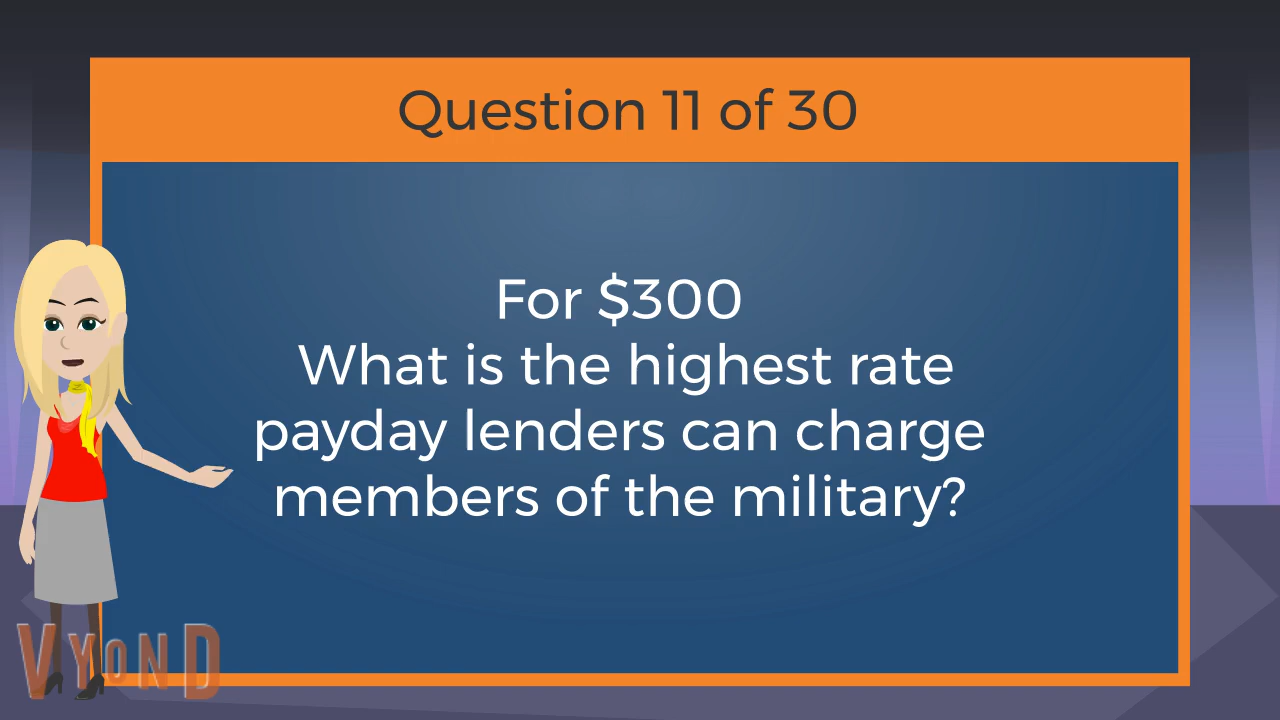 Question 11 of 30
For $300
What is the highest rate
payday lenders can charge
members of the military?
VYOND